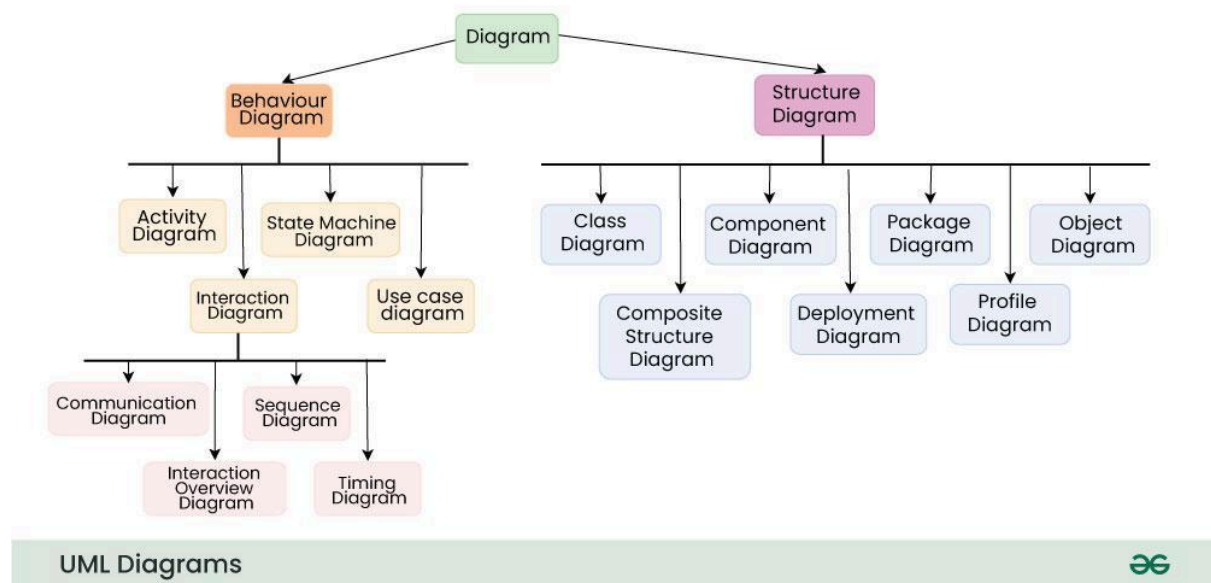 Diagram
Behaviour
Diagram
Structure
Diagram
Activity
Diagram
State Machine
Diagram
Interaction
Diagram
Use case
diagram
Communication
Diagram
Sequence
Diagram
Interaction
Overview
Diagram
Timing
Diagram
Class
Diagram
Component
Diagram
Package
Diagram
Object
Diagram
Composite
Structure
Diagram
Deployment
Diagram
Profile
Diagram
UML Diagrams